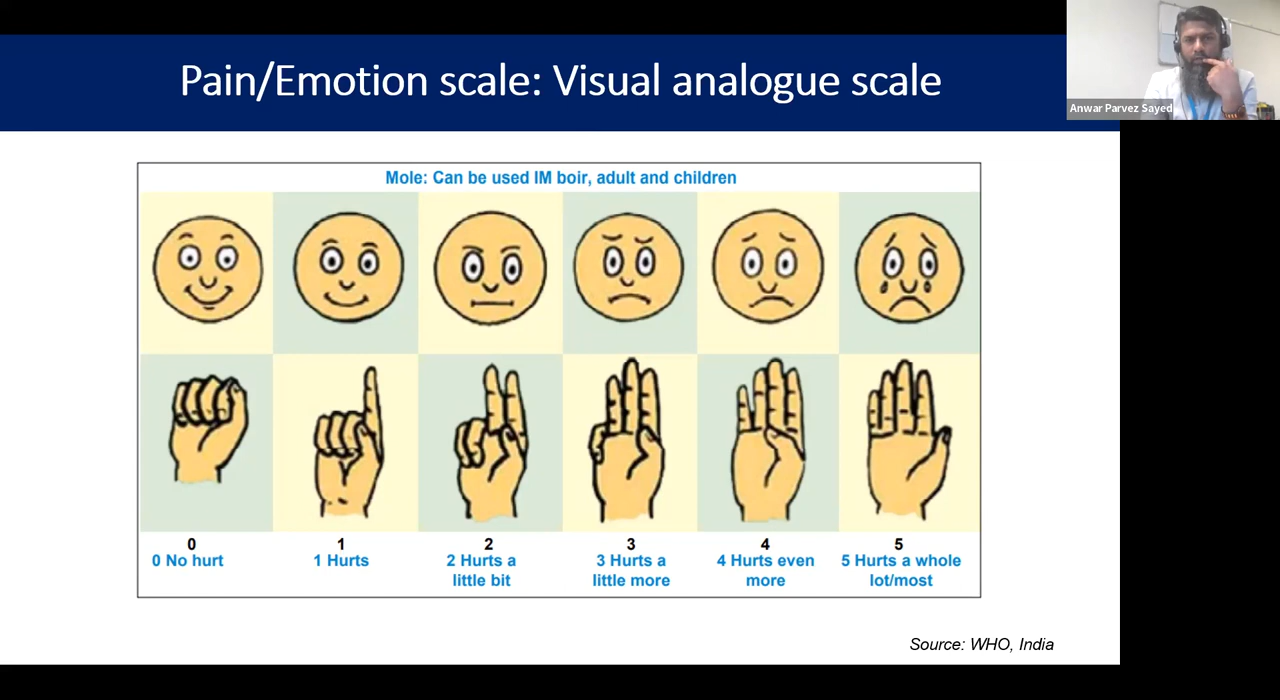 Pain/Emotion scale: Visual analogue scale
Anwar Parvez Sayed
Mole: Can be used IM boir, adult and children
0
1
2
3
4
5
0 No hurt
1 Hurts
2 Hurts a
little bit
3 Hurts a
little more
4 Hurts even
more
5 Hurts a whole
lot/most
Source: WHO, India